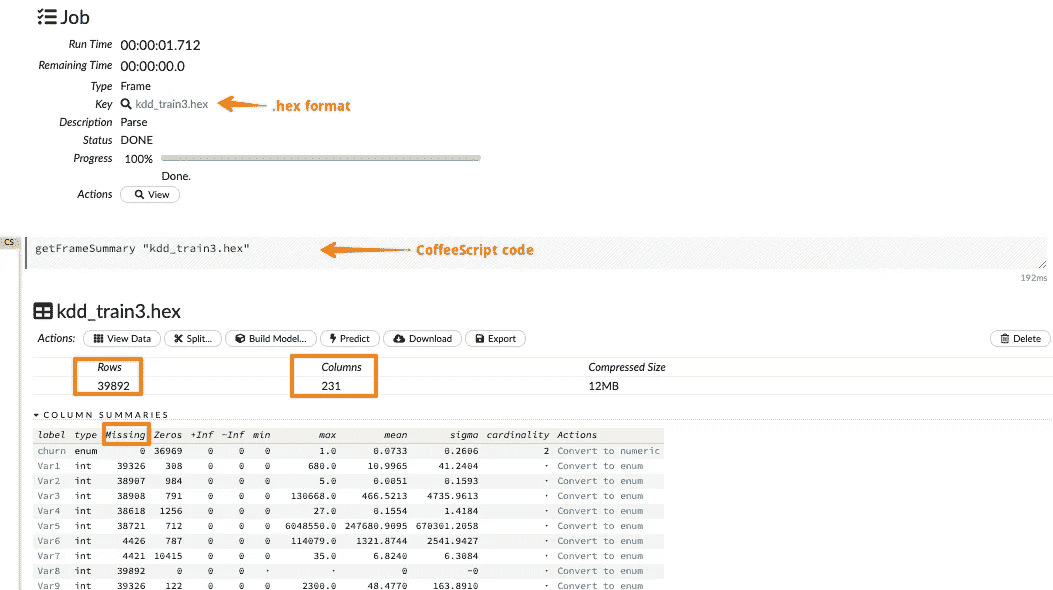 Job
Run Time 00:00:01.712
Remaining Time 00:00:00.0
Type Frame
Key kdd_train3.hex .hex format
Description Parse
Status DONE
Progress 100%
Done.
Actions View
CS getFrameSummary "kdd_train3.hex" CoffeeScript code
192ms
kdd_train3.hex
Actions: View Data Split... Build Model... Predict Download Export Delete
Rows Columns Compressed Size
39892 231 12MB
COLUMN SUMMARIES
label type Missing Zeros +Inf -Inf min max mean sigma cardinality Actions
churn enum 0 36969 0 0 0 1.0 0.0733 0.2606 2 Convert to numeric
Var1 int 39326 308 0 0 0 680.0 10.9965 41.2404 · Convert to enum
Var2 int 38907 984 0 0 0 5.0 0.0051 0.1593 · Convert to enum
Var3 int 38908 791 0 0 0 130668.0 466.5213 4735.9613 · Convert to enum
Var4 int 38618 1256 0 0 0 27.0 0.1554 1.4184 · Convert to enum
Var5 int 38721 712 0 0 0 6048550.0 247680.9095 670301.2058 · Convert to enum
Var6 int 4426 787 0 0 0 114079.0 1321.8744 2541.9427 · Convert to enum
Var7 int 4421 10415 0 0 0 35.0 6.8240 6.3084 · Convert to enum
Var8 int 39892 0 0 0 · · 0 -0 · Convert to enum
Var9 int 39326 122 0 0 0 2300.0 48.4770 163.8910 · Convert to enum